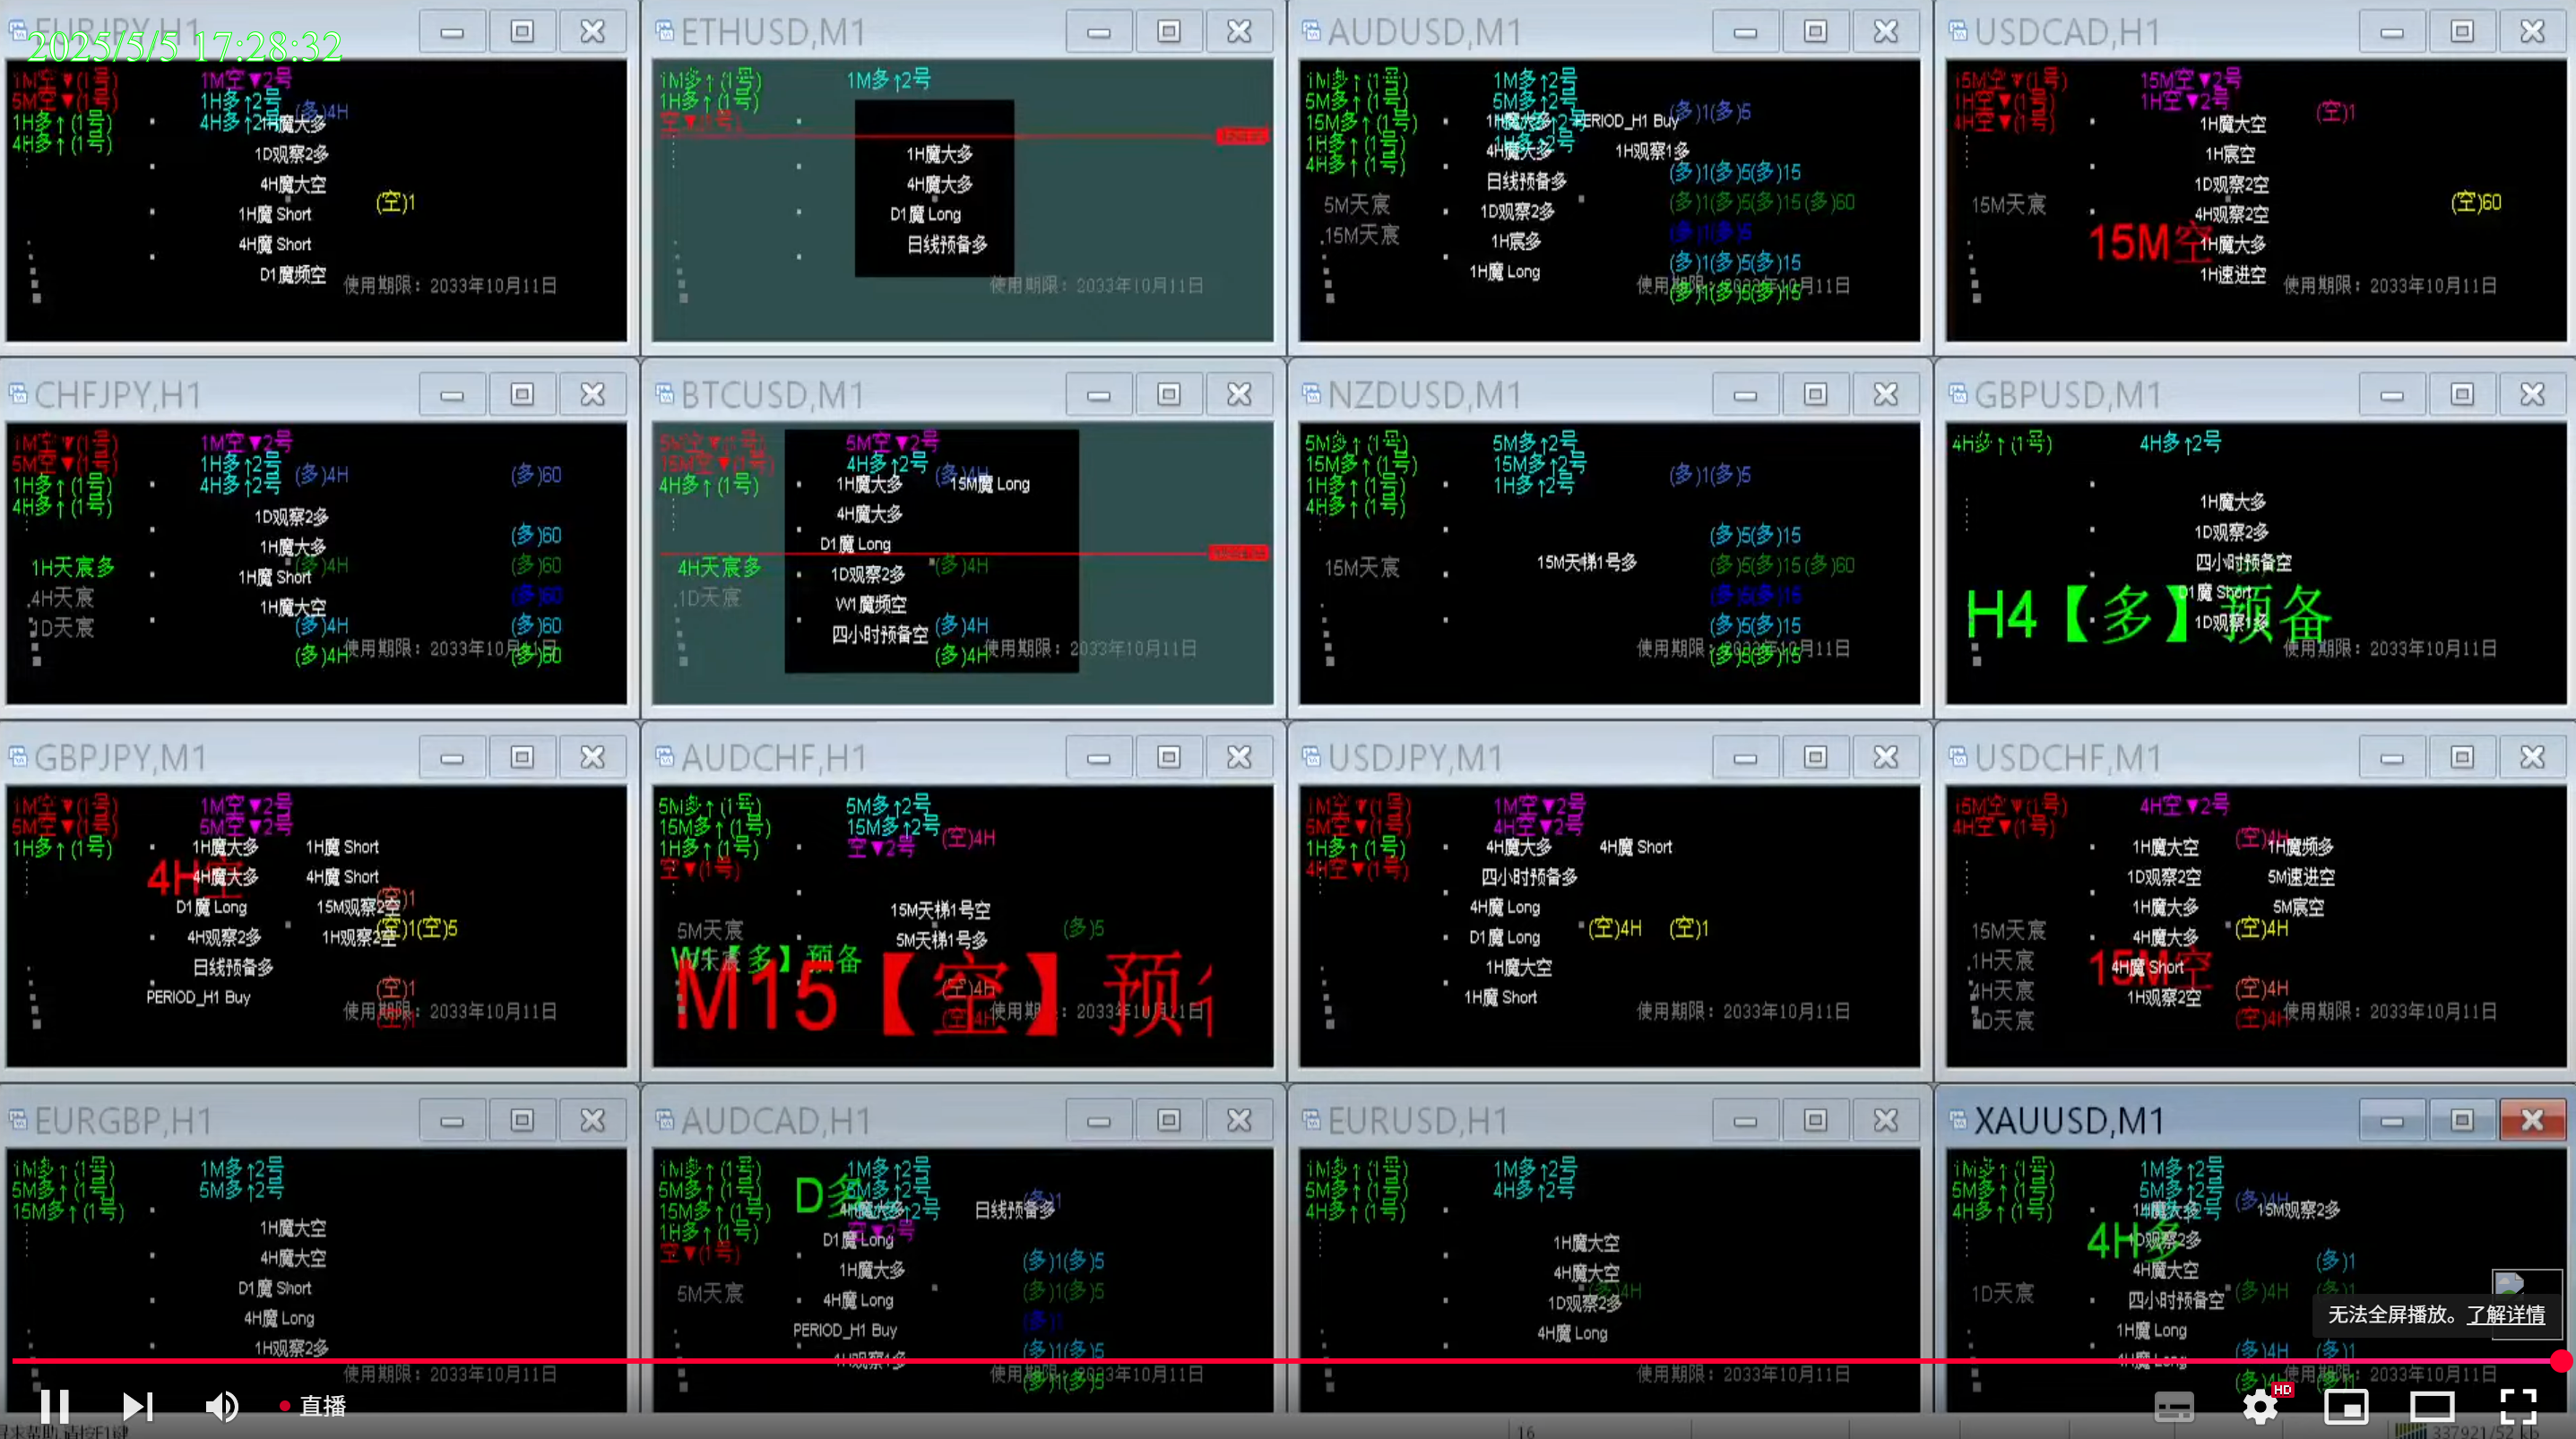 EURJPY,H1
2025/5/5 17:28:32
1M空▼(1号)
5M空▼(1号)
1H多↑(1号)
4H多↑(1号)
1M空▼2号
1H多↑2号
4H多↑2号
(多)4H
1H魔大多
1D观察2多
4H魔大空
(空)1
1H魔 Short
4H魔 Short
D1魔频空
使用期限：2033年10月11日
ETHUSD,M1
1M多↑(1号)
1H多↑(1号)
空▼(1号)
1M多↑2号
1H魔大多
4H魔大多
D1魔 Long
日线预备多
使用期限：2033年10月11日
AUDUSD,M1
1M多↑(1号)
5M多↑(1号)
15M多↑(1号)
1H多↑(1号)
4H多↑(1号)
1M多↑2号
5M多↑2号
1H魔大多
PERIOD_H1 Buy
(多)1(多)5
4H魔大多
1H观察1多
日线预备多
(多)1(多)5(多)15
5M天宸
1D观察2多
(多)1(多)5(多)15(多)60
15M天宸
1H宸多
(多)1(多)5
1H魔 Long
(多)1(多)5(多)15
使用期限：2033年10月11日
(多)1(多)5(多)15
USDCAD,H1
15M空▼(1号)
1H空▼(1号)
4H空▼(1号)
15M空▼2号
1H空▼2号
(空)1
1H魔大空
1H宸空
1D观察2空
15M天宸
4H观察2空
(空)60
15M空
1H魔大多
1H速进空
使用期限：2033年10月11日
CHFJPY,H1
1M空▼(1号)
5M空▼(1号)
1H多↑(1号)
4H多↑(1号)
1M空▼2号
1H多↑2号
4H多↑2号
(多)4H
(多)60
1D观察2多
(多)60
1H魔大多
1H天宸多
(多)4H
(多)60
1H魔 Short
4H天宸
1H魔大空
(多)60
1D天宸
(多)4H
(多)60
(多)4H
使用期限：2033年10月11日
(多)60
BTCUSD,M1
5M空▼(1号)
15M空▼(1号)
4H多↑(1号)
5M空▼2号
4H多↑2号
(多)4H
1H魔大多
15M魔 Long
4H魔大多
D1魔 Long
4H天宸多
1D观察2多
(多)4H
1D天宸
W1魔频空
四小时预备空
(多)4H
(多)4H
使用期限：2033年10月11日
NZDUSD,M1
5M多↑(1号)
15M多↑(1号)
1H多↑(1号)
4H多↑(1号)
5M多↑2号
15M多↑2号
1H多↑2号
(多)1(多)5
(多)5(多)15
15M天宸
15M天梯1号多
(多)5(多)15(多)60
(多)5(多)15
(多)5(多)15
使用期限：2033年10月11日
(多)5(多)15
GBPUSD,M1
4H多↑(1号)
4H多↑2号
1H魔大多
1D观察2多
四小时预备空
D1魔 Short
H4【多】预备
1D观察1多
使用期限：2033年10月11日
GBPJPY,M1
1M空▼(1号)
5M空▼(1号)
1H多↑(1号)
1M空▼2号
5M空▼2号
1H魔大多
1H魔 Short
4H空
4H魔大多
4H魔 Short
(空)1
D1魔 Long
15M观察2空
(空)1(空)5
4H观察2多
1H观察2空
日线预备多
(空)1
PERIOD_H1 Buy
使用期限：2033年10月11日
(空)1
AUDCHF,H1
5M多↑(1号)
15M多↑(1号)
1H多↑(1号)
空▼(1号)
5M多↑2号
15M多↑2号
空▼2号
(空)4H
15M天梯1号空
5M天宸
5M天梯1号多
(多)5
W1【多】预备
M15【空】预
(空)4H
(空)4H
使用期限：2033年10月11日
USDJPY,M1
1M空▼(1号)
5M空▼(1号)
1H多↑(1号)
4H空▼(1号)
1M空▼2号
4H空▼2号
4H魔大多
4H魔 Short
四小时预备多
4H魔 Long
(空)4H
(空)1
D1魔 Long
1H魔大空
1H魔 Short
使用期限：2033年10月11日
USDCHF,M1
15M空▼(1号)
4H空▼(1号)
4H空▼2号
(空)4H
1H魔大空
1H魔频多
1D观察2空
5M速进空
1H魔大多
5M宸空
15M天宸
4H魔大多
(空)4H
1H天宸
15M空
4H魔 Short
4H天宸
1H观察2空
(空)4H
1D天宸
(空)4H
使用期限：2033年10月11日
EURGBP,H1
1M多↑(1号)
5M多↑(1号)
15M多↑(1号)
1M多↑2号
5M多↑2号
1H魔大空
4H魔大空
D1魔 Short
4H魔 Long
1H观察2多
使用期限：2033年10月11日
AUDCAD,H1
1M多↑(1号)
5M多↑(1号)
15M多↑(1号)
1H多↑(1号)
空▼(1号)
D多
1M多↑2号
5M多↑2号
空▼2号
(多)1
4H魔大多
日线预备多
D1魔 Long
(多)1(多)5
1H魔大多
5M天宸
4H魔 Long
(多)1(多)5
PERIOD_H1 Buy
(多)1
1H观察1多
(多)1(多)5
使用期限：2033年10月11日
(多)1(多)5
EURUSD,H1
1M多↑(1号)
5M多↑(1号)
4H多↑(1号)
1M多↑2号
4H多↑2号
1H魔大空
4H魔大空
(多)4H
1D观察2多
4H魔 Long
使用期限：2033年10月11日
XAUUSD,M1
1M多↑(1号)
5M多↑(1号)
4H多↑(1号)
1M多↑2号
5M多↑2号
(多)4H
1H魔大多
15M观察2多
4H多
1D观察2多
4H魔大空
(多)1
1D天宸
四小时预备空
(多)4H
(多)1
1H魔 Long
4H魔 Long
(多)4H
(多)1
使用期限：2033年10月11日
无法全屏播放。了解详情
直播
HD
16
337921/52 kb